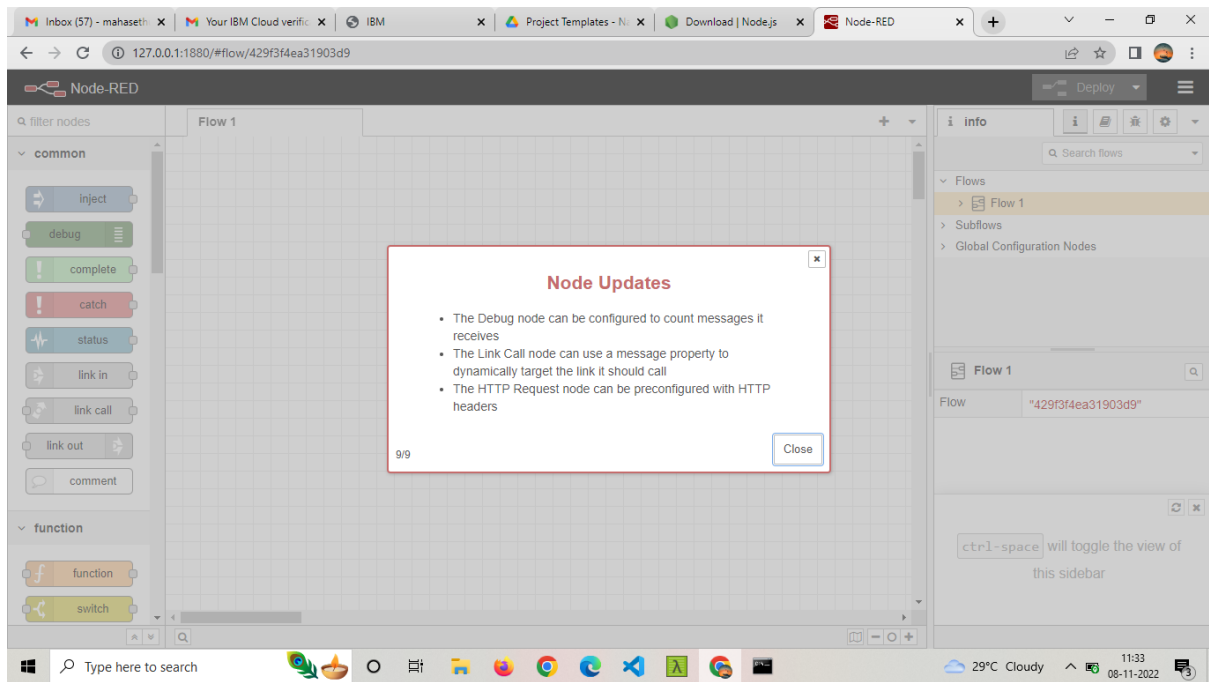 Inbox (57) - mahaseth
Your IBM Cloud verific
IBM
Project Templates - N
Download | Node.js
Node-RED
127.0.0.1:1880/#flow/429f3f4ea31903d9
Node-RED
Deploy
filter nodes
Flow 1
i info
i
Search flows
common
inject
debug
complete
catch
status
link in
link call
link out
comment
function
function
switch
Flows
Flow 1
Subflows
Global Configuration Nodes
Node Updates
• The Debug node can be configured to count messages it
receives
• The Link Call node can use a message property to
dynamically target the link it should call
• The HTTP Request node can be preconfigured with HTTP
headers
9/9
Close
Flow 1
Flow "429f3f4ea31903d9"
ctrl-space will toggle the view of
this sidebar
Type here to search
29°C Cloudy
11:33
08-11-2022
3